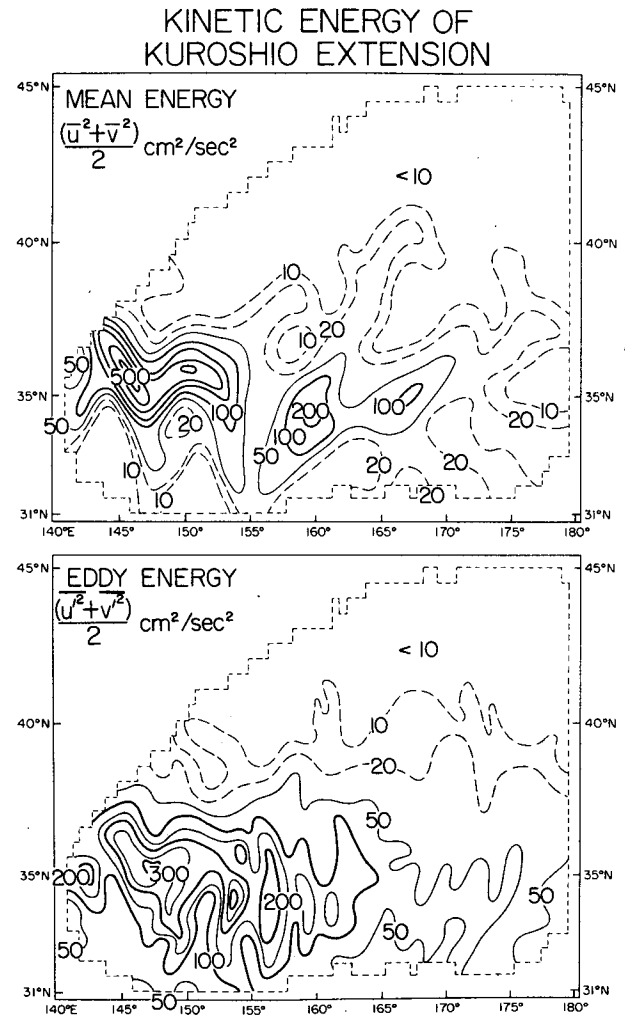 KINETIC ENERGY OF
KUROSHIO EXTENSION
45°N 45°N
MEAN ENERGY
(u̅²+v̅²)
2
cm²/sec²
< 10
40°N 40°N
10
20
10
50
500
35°N 35°N
100 200 100
20 10
50 20
100
50
10 20 20
10 20
31°N 31°N
140°E 145° 150° 155° 160° 165° 170° 175° 180°
45°N 45°N
EDDY ENERGY
(u̅'̅²+v̅'̅²)
2
cm²/sec²
< 10
40°N 10 40°N
20
50
35°N 200 300 35°N
200 50
50
50 100
50
31°N 31°N
140°E 145° 150° 155° 160° 165° 170° 175° 180°